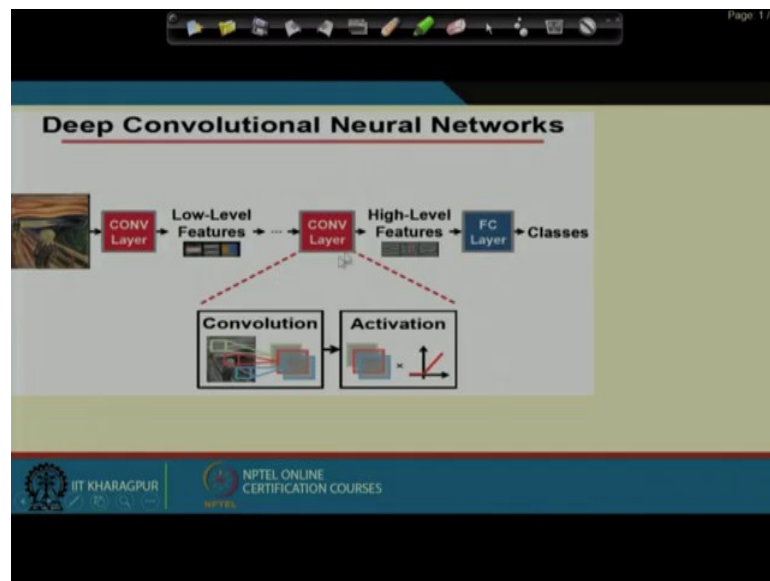 Page 1/
Deep Convolutional Neural Networks
CONV
Layer
Low-Level
Features
...
CONV
Layer
High-Level
Features
FC
Layer
Classes
Convolution
Activation
×
IIT KHARAGPUR
NPTEL
NPTEL ONLINE
CERTIFICATION COURSES